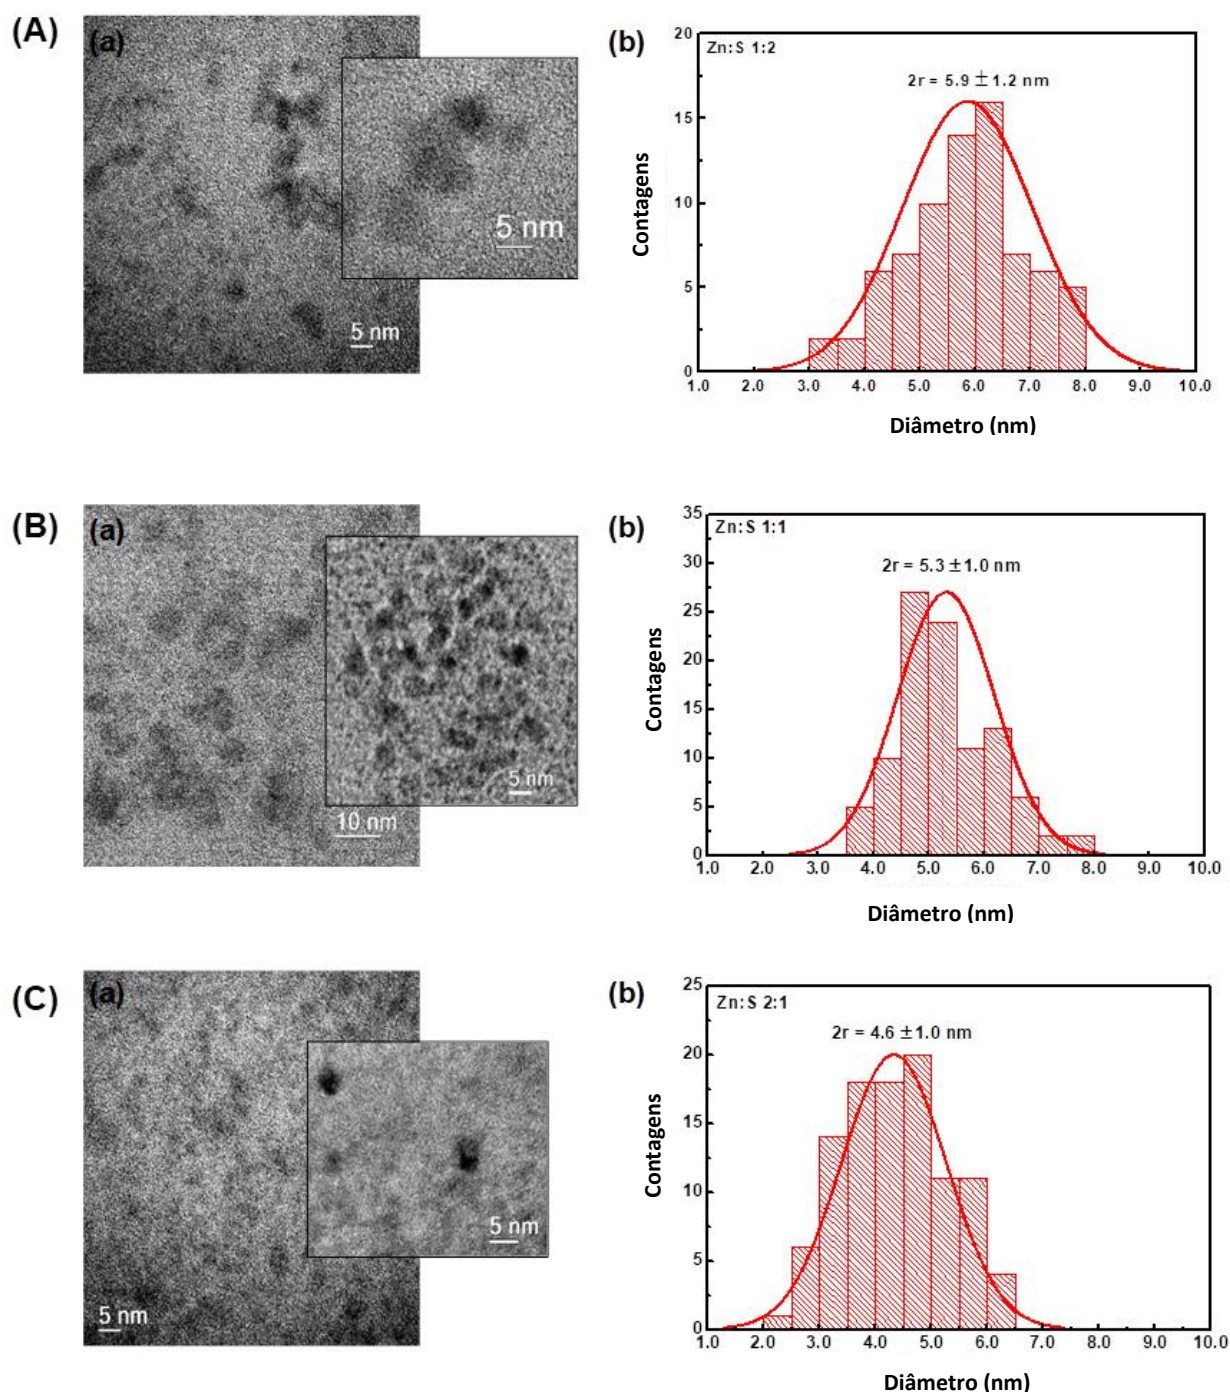 (A)
(a)
5 nm
5 nm
(b)
Zn:S 1:2
2r = 5.9 ± 1.2 nm
Contagens
20
15
10
5
0
1.0 2.0 3.0 4.0 5.0 6.0 7.0 8.0 9.0 10.0
Diâmetro (nm)
(B)
(a)
10 nm
5 nm
(b)
Zn:S 1:1
2r = 5.3 ± 1.0 nm
Contagens
35
30
25
20
15
10
5
0
1.0 2.0 3.0 4.0 5.0 6.0 7.0 8.0 9.0 10.0
Diâmetro (nm)
(C)
(a)
5 nm
5 nm
(b)
Zn:S 2:1
2r = 4.6 ± 1.0 nm
Contagens
25
20
15
10
5
0
1.0 2.0 3.0 4.0 5.0 6.0 7.0 8.0 9.0 10.0
Diâmetro (nm)